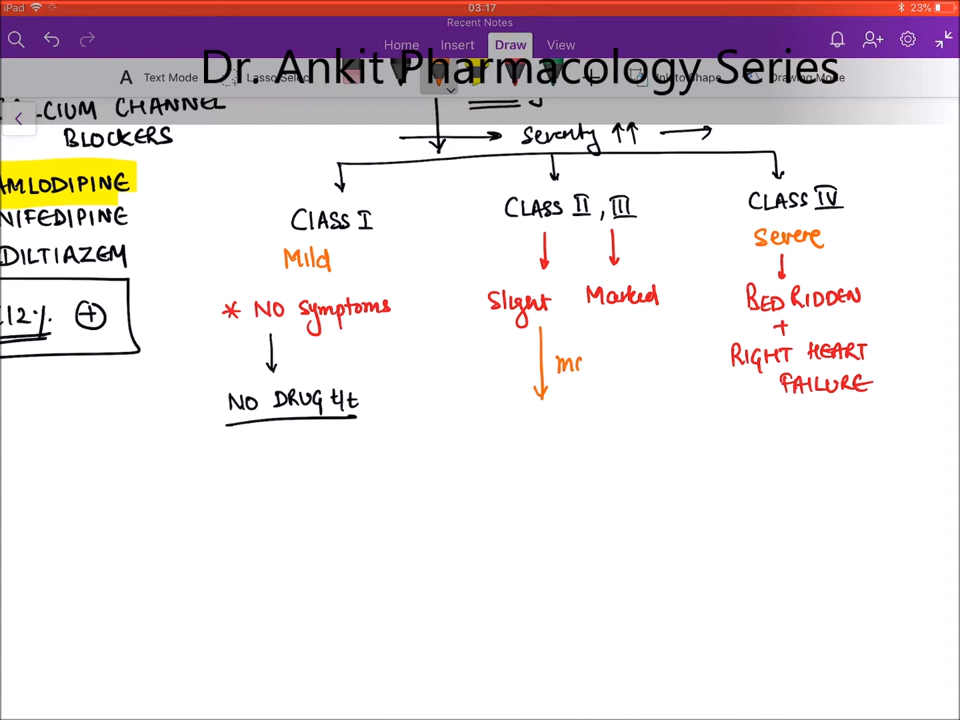 iPad 03:17 23%
Recent Notes
Home Insert Draw View
Dr. Ankit Pharmacology Series
Text Mode Lasso Select Ink to Shape Drawing Mode
CHANNEL
BLOCKERS
Severity ↑↑
AMLODIPINE
NIFEDIPINE
DILTIAZEM
CLASS I
CLASS II, III
CLASS IV
Mild
Severe
* NO symptoms
Slight Marked
BED RIDDEN
+
RIGHT HEART
FAILURE
12% +
NO DRUG t/t
mc